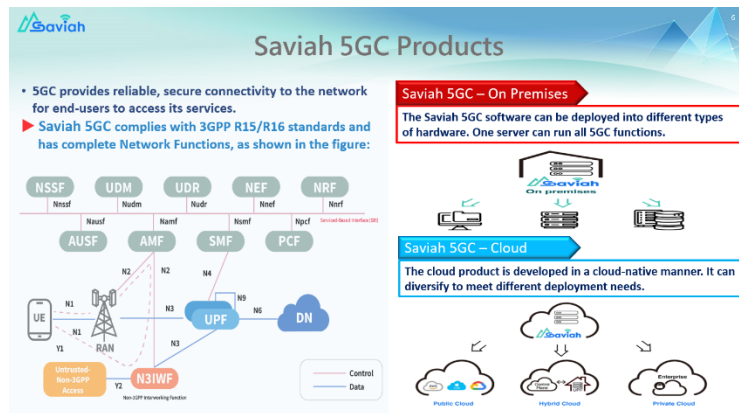 Saviah
6
Saviah 5GC Products
• 5GC provides reliable, secure connectivity to the network
for end-users to access its services.
Saviah 5GC complies with 3GPP R15/R16 standards and
has complete Network Functions, as shown in the figure:
NSSF UDM UDR NEF NRF
Nnssf Nudm Nudr Nnef Nnrf
Nausf Namf Nsmf Npcf
AUSF AMF SMF PCF
N2 N2 N4
N9
UE N1 RAN N3 UPF N6 DN
N1
Y1 N3
Untrusted-
Non-3GPP
Access
Y2 N3IWF
Non-3GPP Interworking Function
Control
Data
Saviah 5GC – On Premises
The Saviah 5GC software can be deployed into different types
of hardware. One server can run all 5GC functions.
Saviah
On premises
Saviah 5GC – Cloud
The cloud product is developed in a cloud-native manner. It can
diversify to meet different deployment needs.
Saviah
Public Cloud
Hybrid Cloud
Enterprise
Private Cloud